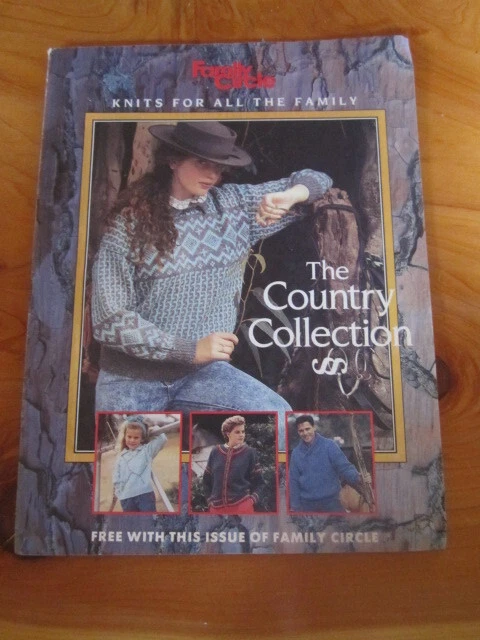 Family
Circle
KNITS FOR ALL THE FAMILY
The
Country
Collection
FREE WITH THIS ISSUE OF FAMILY CIRCLE